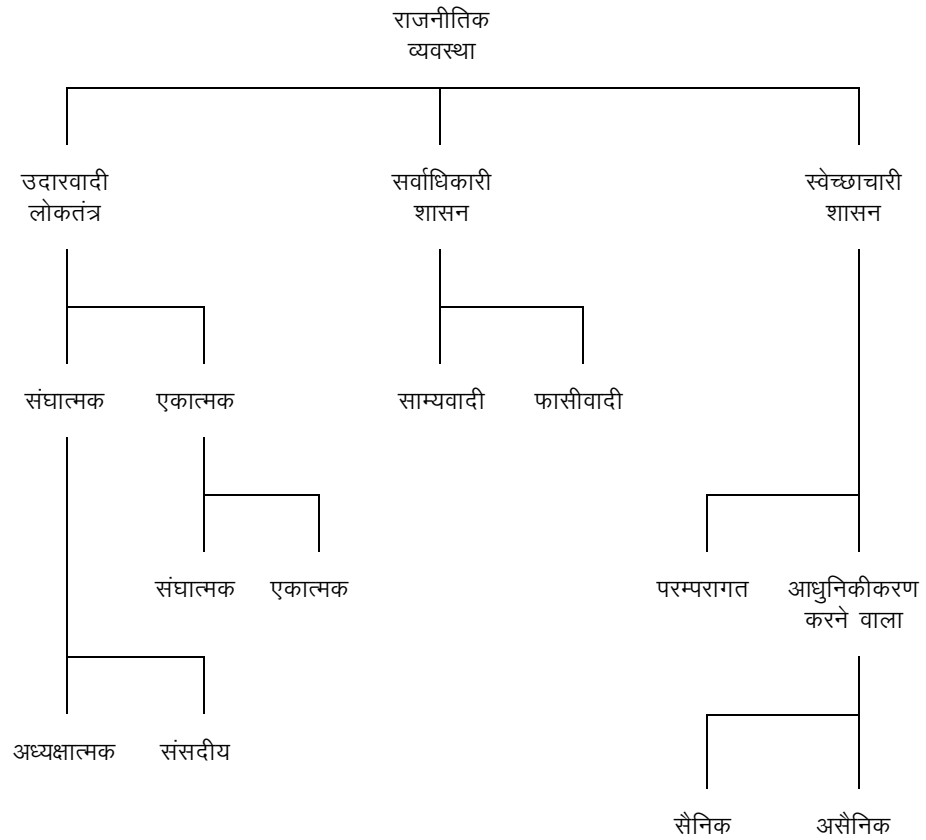 राजनीतिक
व्यवस्था
उदारवादी
लोकतंत्र
सर्वाधिकारी
शासन
स्वेच्छाचारी
शासन
संघात्मक
एकात्मक
साम्यवादी
फासीवादी
संघात्मक
एकात्मक
परम्परागत
आधुनिकीकरण
करने वाला
अध्यक्षात्मक
संसदीय
सैनिक
असैनिक